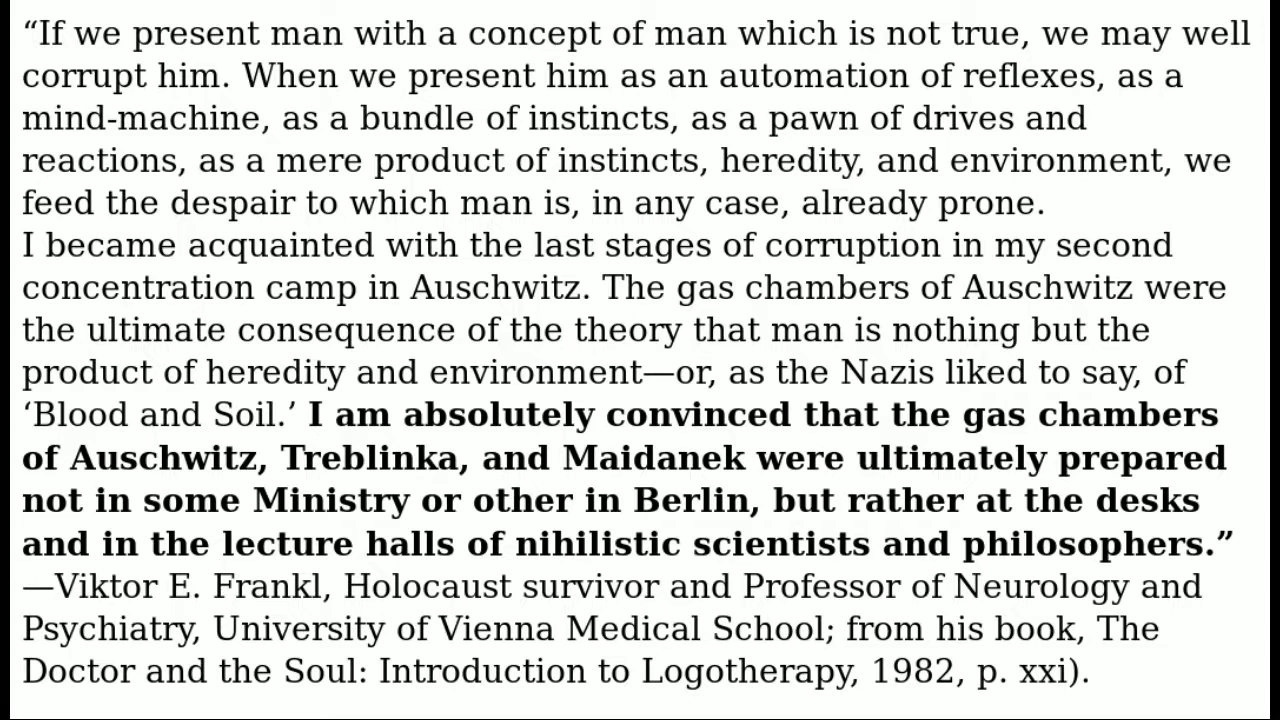 “If we present man with a concept of man which is not true, we may well
corrupt him. When we present him as an automation of reflexes, as a
mind-machine, as a bundle of instincts, as a pawn of drives and
reactions, as a mere product of instincts, heredity, and environment, we
feed the despair to which man is, in any case, already prone.
I became acquainted with the last stages of corruption in my second
concentration camp in Auschwitz. The gas chambers of Auschwitz were
the ultimate consequence of the theory that man is nothing but the
product of heredity and environment—or, as the Nazis liked to say, of
‘Blood and Soil.’ I am absolutely convinced that the gas chambers
of Auschwitz, Treblinka, and Maidanek were ultimately prepared
not in some Ministry or other in Berlin, but rather at the desks
and in the lecture halls of nihilistic scientists and philosophers.”
—Viktor E. Frankl, Holocaust survivor and Professor of Neurology and
Psychiatry, University of Vienna Medical School; from his book, The
Doctor and the Soul: Introduction to Logotherapy, 1982, p. xxi).